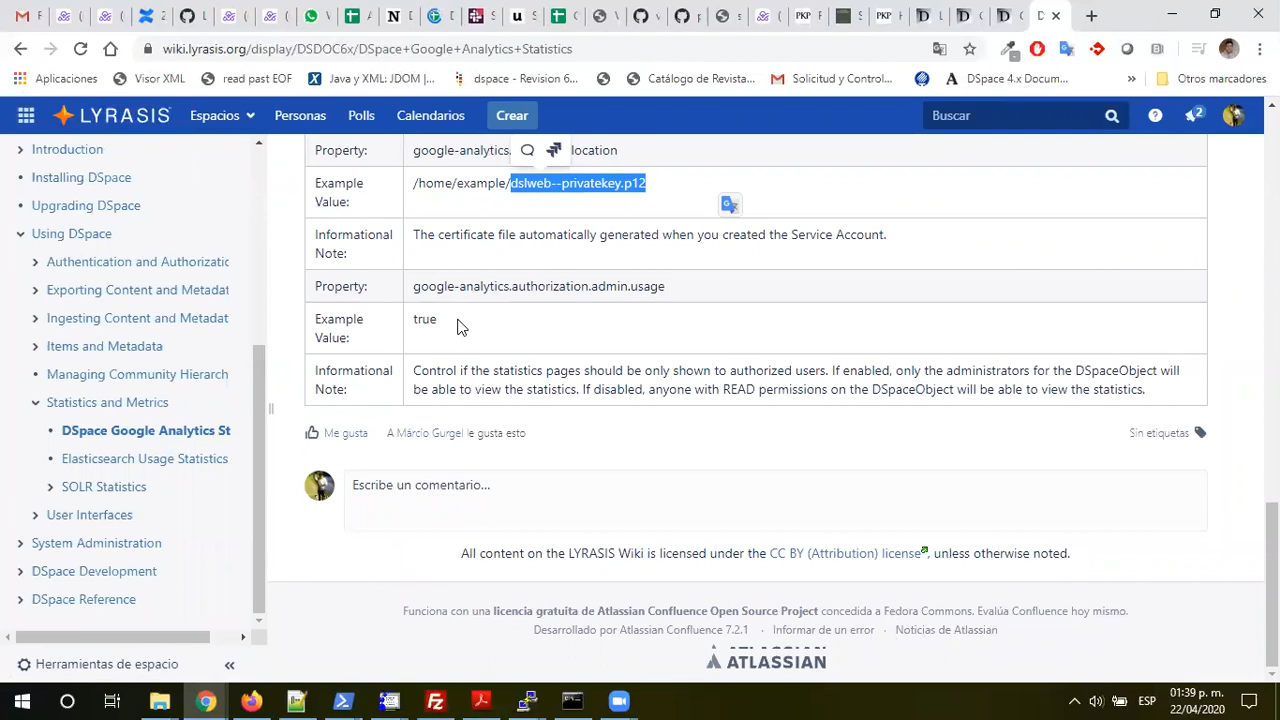 wiki.lyrasis.org/display/DSDOC6x/DSpace+Google+Analytics+Statistics
Aplicaciones
Visor XML
read past EOF
Java y XML: JDOM |...
dspace - Revision 6...
Catálogo de Revista...
Solicitud y Control...
DSpace 4.x Docum...
»
Otros marcadores
LYRASIS
Espacios
Personas
Polls
Calendarios
Crear
Buscar
2
Introduction
Installing DSpace
Upgrading DSpace
Using DSpace
Authentication and Authorizatic
Exporting Content and Metadat
Ingesting Content and Metadat
Items and Metadata
Managing Community Hierarch
Statistics and Metrics
DSpace Google Analytics St
Elasticsearch Usage Statistics
SOLR Statistics
User Interfaces
System Administration
DSpace Development
DSpace Reference
Herramientas de espacio
«
Property:
google-analytics. location
Example
Value:
/home/example/dslweb--privatekey.p12
Informational
Note:
The certificate file automatically generated when you created the Service Account.
Property:
google-analytics.authorization.admin.usage
Example
Value:
true
Informational
Note:
Control if the statistics pages should be only shown to authorized users. If enabled, only the administrators for the DSpaceObject will
be able to view the statistics. If disabled, anyone with READ permissions on the DSpaceObject will be able to view the statistics.
Me gusta
A Márcio Gurgel le gusta esto
Sin etiquetas
Escribe un comentario...
All content on the LYRASIS Wiki is licensed under the CC BY (Attribution) license, unless otherwise noted.
Funciona con una licencia gratuita de Atlassian Confluence Open Source Project concedida a Fedora Commons. Evalúa Confluence hoy mismo.
Desarrollado por Atlassian Confluence 7.2.1 · Informar de un error · Noticias de Atlassian
ATLASSIAN
ESP
01:39 p. m.
22/04/2020